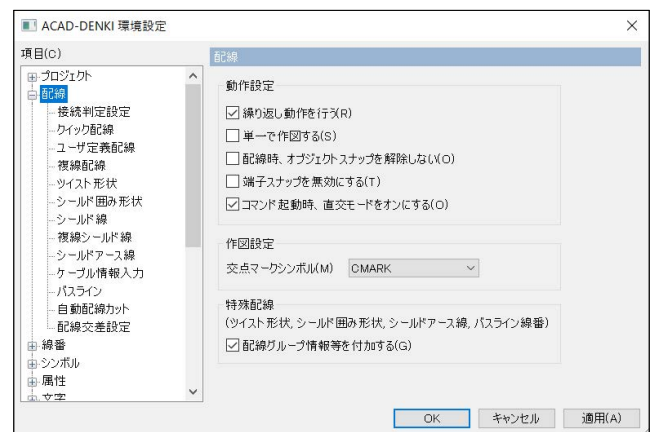 ACAD-DENKI 環境設定
項目(C)
プロジェクト
配線
接続判定設定
クイック配線
ユーザ定義配線
複線配線
ツイスト形状
シールド囲み形状
シールド線
複線シールド線
シールドアース線
ケーブル情報入力
パスライン
自動配線カット
配線交差設定
線番
シンボル
属性
文字
配線
動作設定
繰り返し動作を行う(R)
単一で作図する(S)
配線時、オブジェクトスナップを解除しない(O)
端子スナップを無効にする(T)
コマンド起動時、直交モードをオンにする(O)
作図設定
交点マークシンボル(M) CMARK
特殊配線
(ツイスト形状, シールド囲み形状, シールドアース線, パスライン線番)
配線グループ情報等を付加する(G)
OK キャンセル 適用(A)